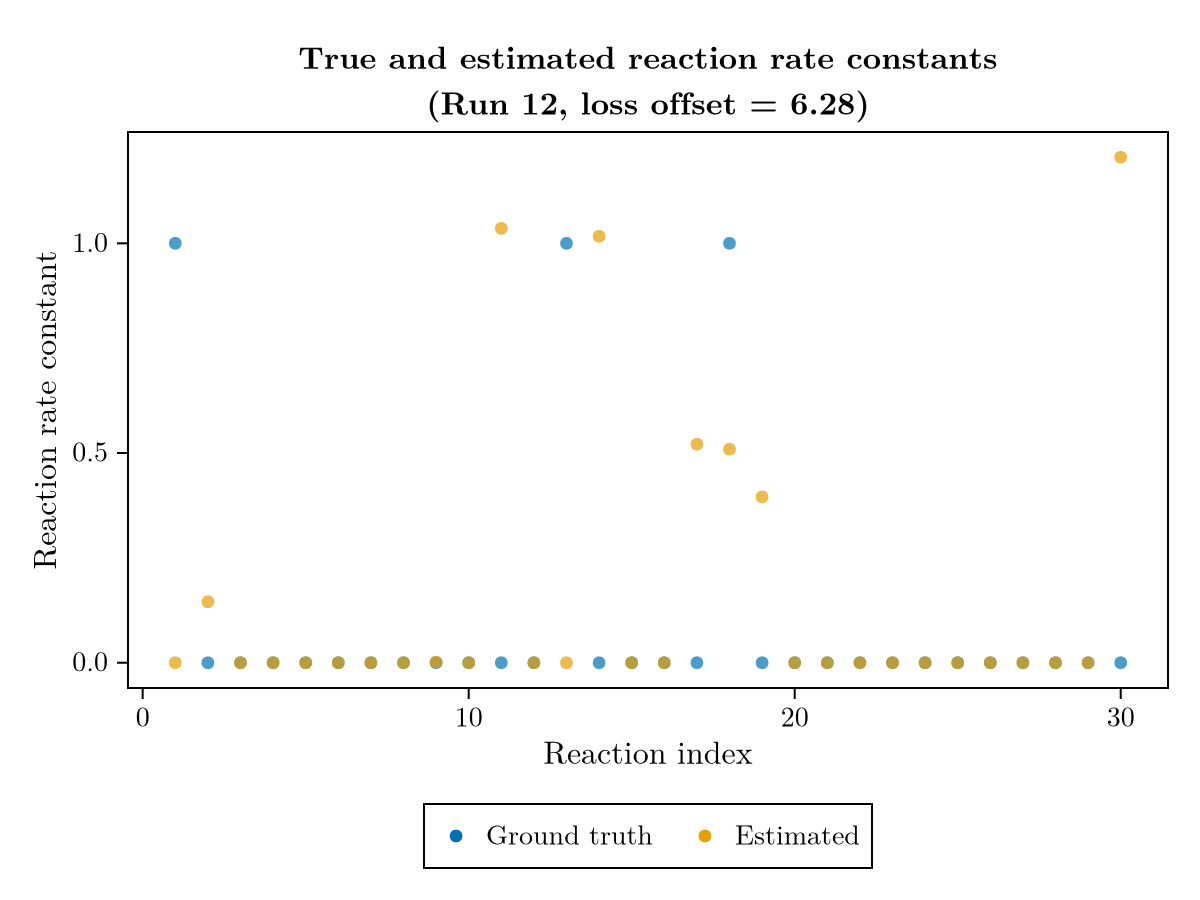 True and estimated reaction rate constants
(Run 12, loss offset = 6.28)
Reaction rate constant
1.0
0.5
0.0
0 10 20 30
Reaction index
Ground truth Estimated